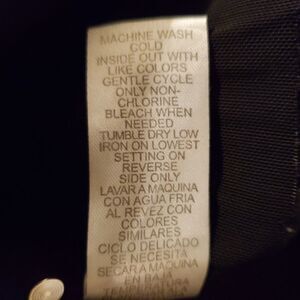 MACHINE WASH
COLD
INSIDE OUT WITH
LIKE COLORS
GENTLE CYCLE
ONLY NON-
CHLORINE
BLEACH WHEN
NEEDED
TUMBLE DRY LOW
IRON ON LOWEST
SETTING ON
REVERSE
SIDE ONLY
LAVAR A MAQUINA
CON AGUA FRIA
AL REVEZ CON
COLORES
SIMILARES
CICLO DELICADO
SE NECESITA
SECAR A MAQUINA
EN BAJA
TEMPERATURA